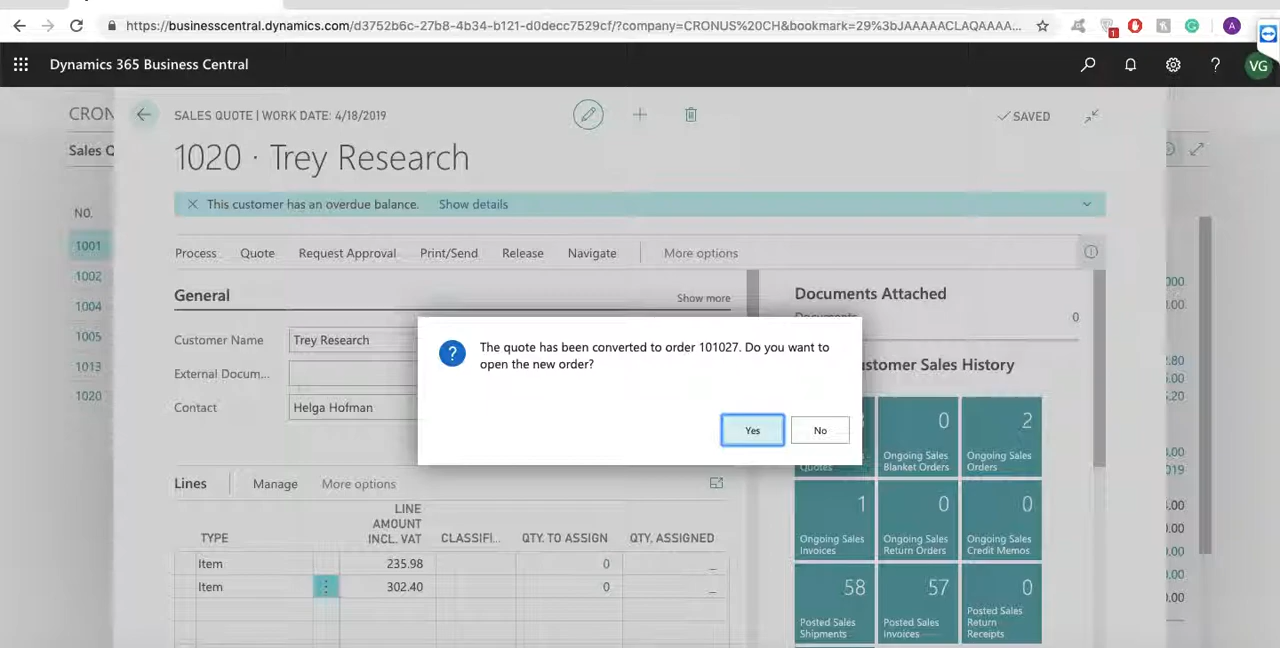 https://businesscentral.dynamics.com/d3752b6c-27b8-4b34-b121-d0decc7529cf/?company=CRONUS%20CH&bookmark=29%3bJAAAAACLAQAAAA...
1
A
Dynamics 365 Business Central
?
VG
CRON
SALES QUOTE | WORK DATE: 4/18/2019
SAVED
Sales Q
1020 · Trey Research
This customer has an overdue balance. Show details
NO.
1001
1002
1004
1005
1013
1020
Process Quote Request Approval Print/Send Release Navigate More options
General
Show more
Customer Name Trey Research
External Docum...
Contact Helga Hofman
The quote has been converted to order 101027. Do you want to
open the new order?
Yes No
Lines Manage More options
TYPE LINE AMOUNT INCL. VAT CLASSIFI... QTY. TO ASSIGN QTY. ASSIGNED
Item 235.98 0 _
Item 302.40 0 _
Documents Attached
Documents 0
ustomer Sales History
Quotes
0 Ongoing Sales Blanket Orders
2 Ongoing Sales Orders
1 Ongoing Sales Invoices
0 Ongoing Sales Return Orders
0 Ongoing Sales Credit Memos
58 Posted Sales Shipments
57 Posted Sales Invoices
0 Posted Sales Return Receipts